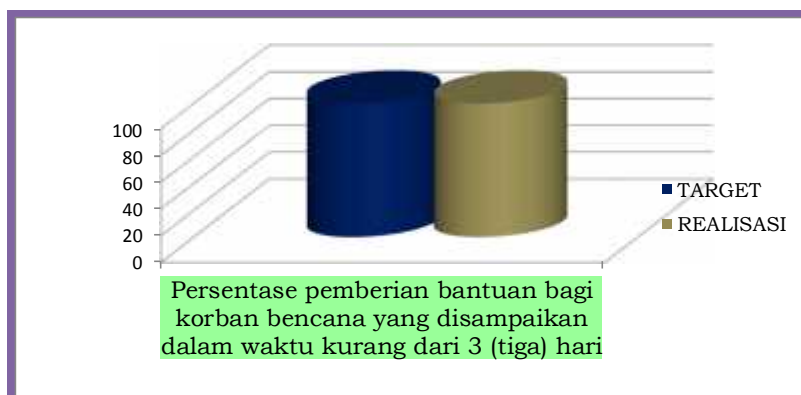 100
80
60
40
20
0
TARGET
REALISASI
Persentase pemberian bantuan bagi
korban bencana yang disampaikan
dalam waktu kurang dari 3 (tiga) hari